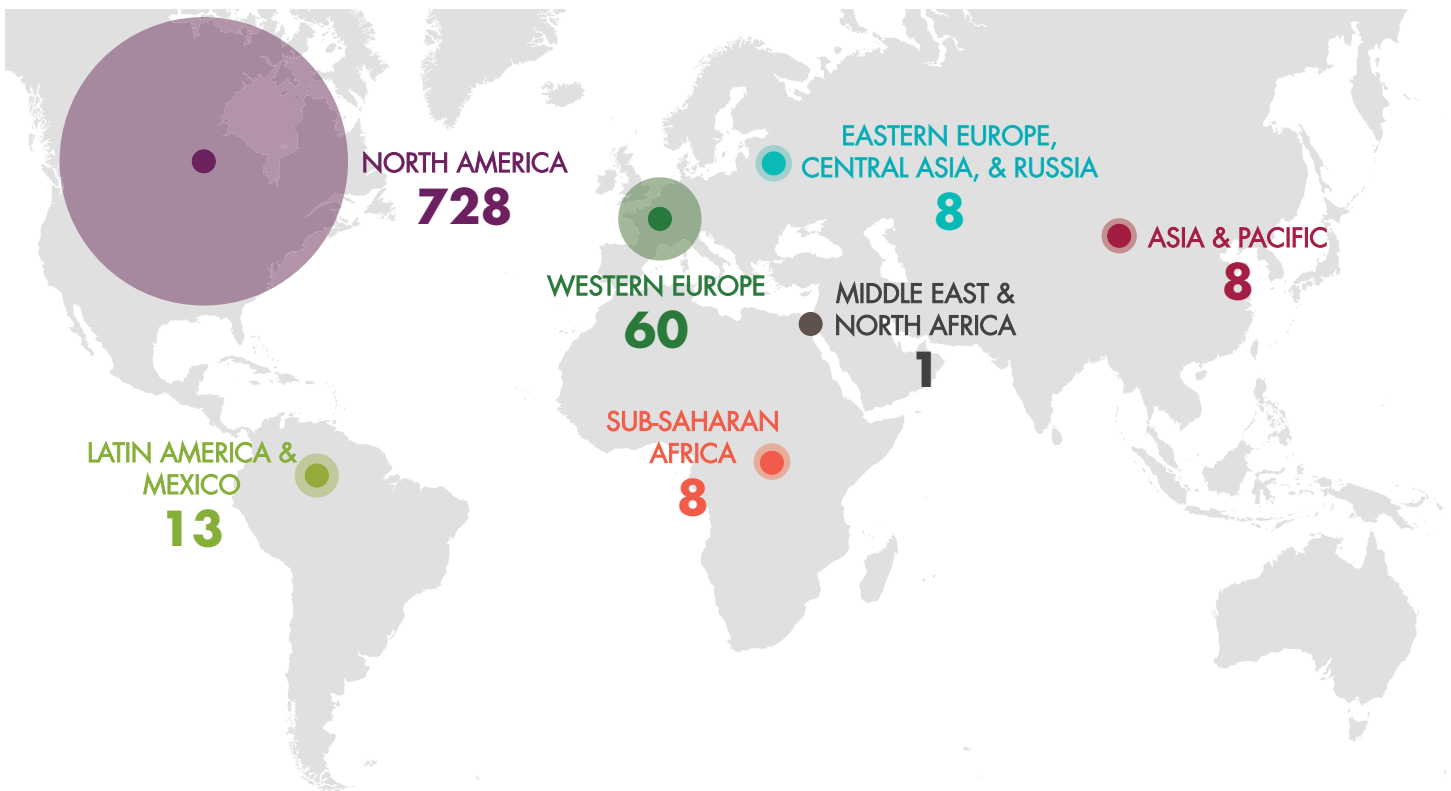 NORTH AMERICA
728
EASTERN EUROPE,
CENTRAL ASIA, & RUSSIA
8
ASIA & PACIFIC
8
WESTERN EUROPE
60
MIDDLE EAST &
NORTH AFRICA
1
SUB-SAHARAN
AFRICA
8
LATIN AMERICA &
MEXICO
13